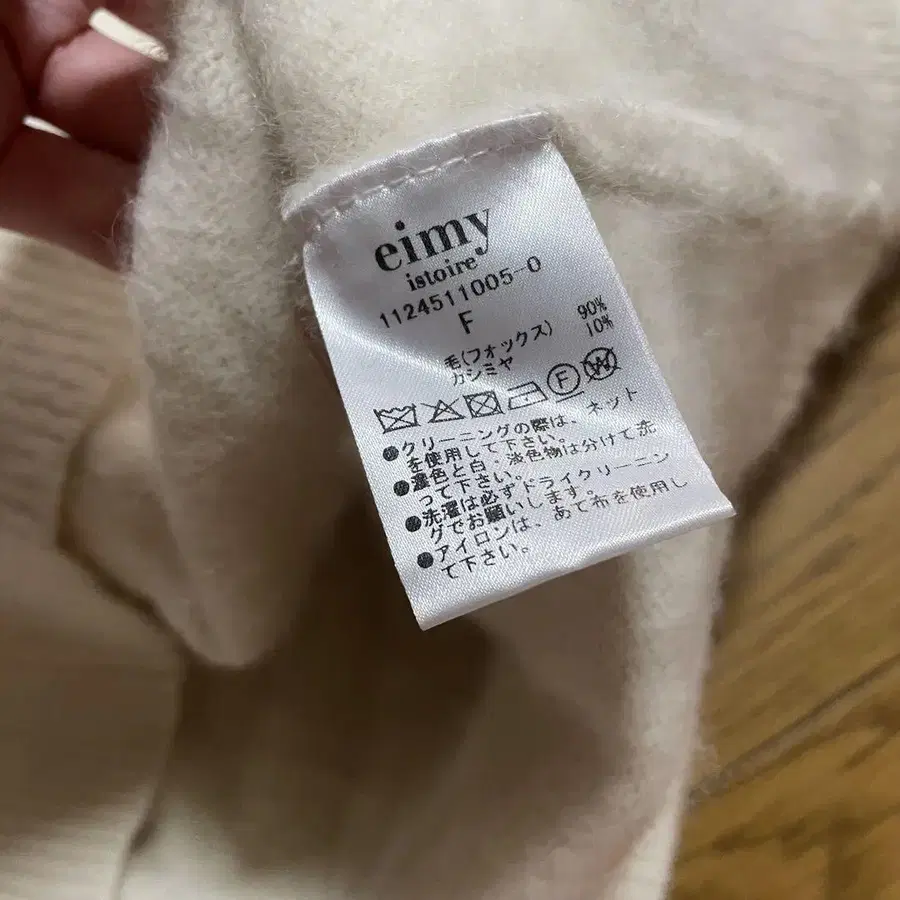 eimy
istoire
1124511005-0
F
毛(フォックス) 90%
カシミヤ 10%
F W
●クリーニングの際は、ネット
を使用して下さい。
●濃色と白・淡色物は分けて洗
って下さい。
●洗濯は必ずドライクリーニン
グでお願いします。
●アイロンは、あて布を使用し
て下さい。